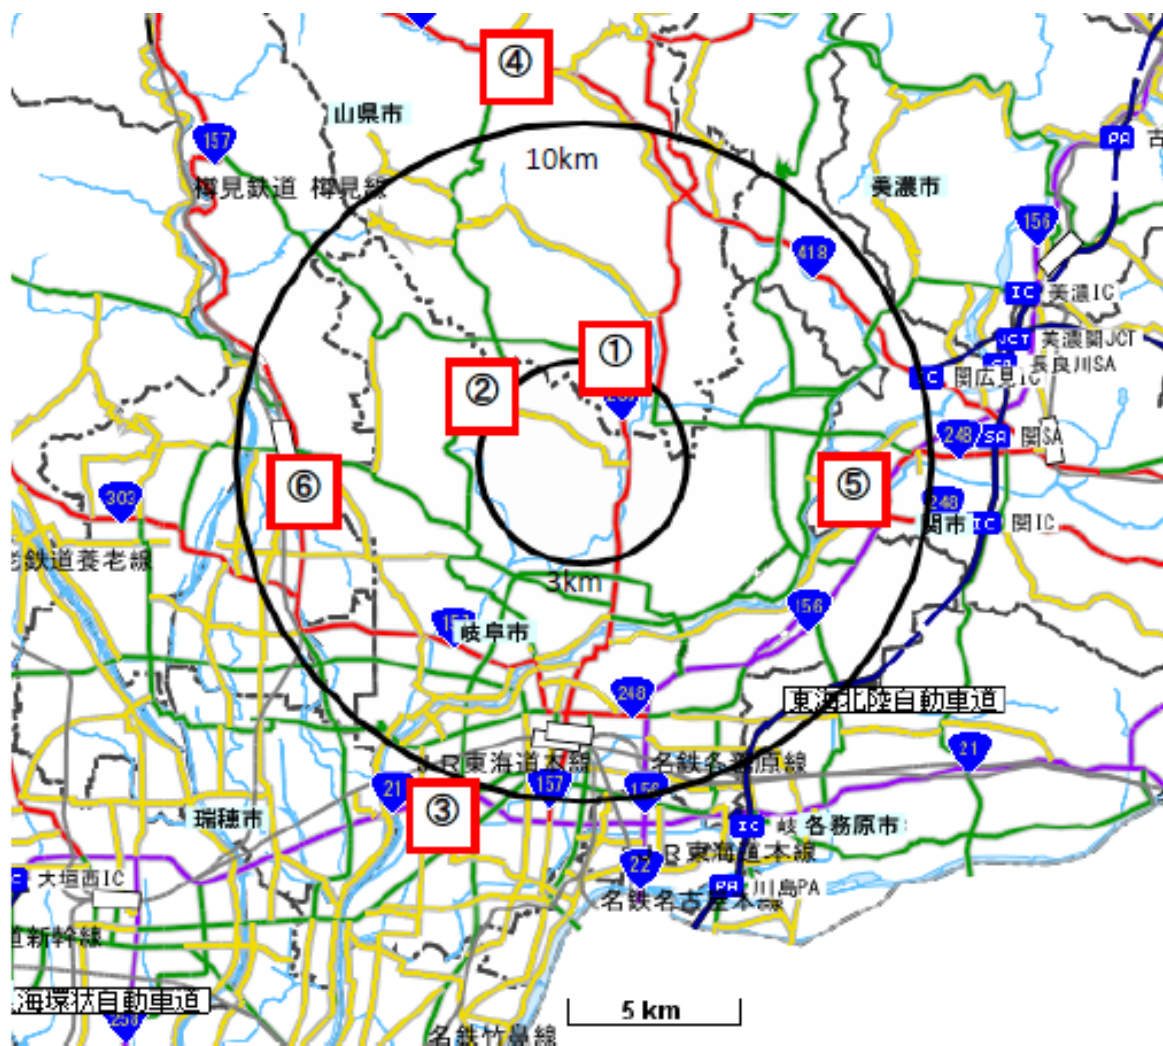 ④
山県市
157
10km
PA
古
樽見鉄道 樽見線
美濃市
156
418
IC 美濃IC
JCT 美濃関JCT
長良川SA
①
関広見IC
②
248
SA 関SA
⑥
⑤
303
248
関市
IC 関IC
老鉄道養老線
3km
156
岐阜市
248
東海北陸自動車道
21
JR東海道本線
名鉄各務原線
157
156
21
③
瑞穂市
IC 岐
各務原市
JR東海道本線
22
大垣西IC
PA 川島PA
名鉄名古屋本線
道新幹線
5 km
海環状自動車道
258
名鉄竹鼻線